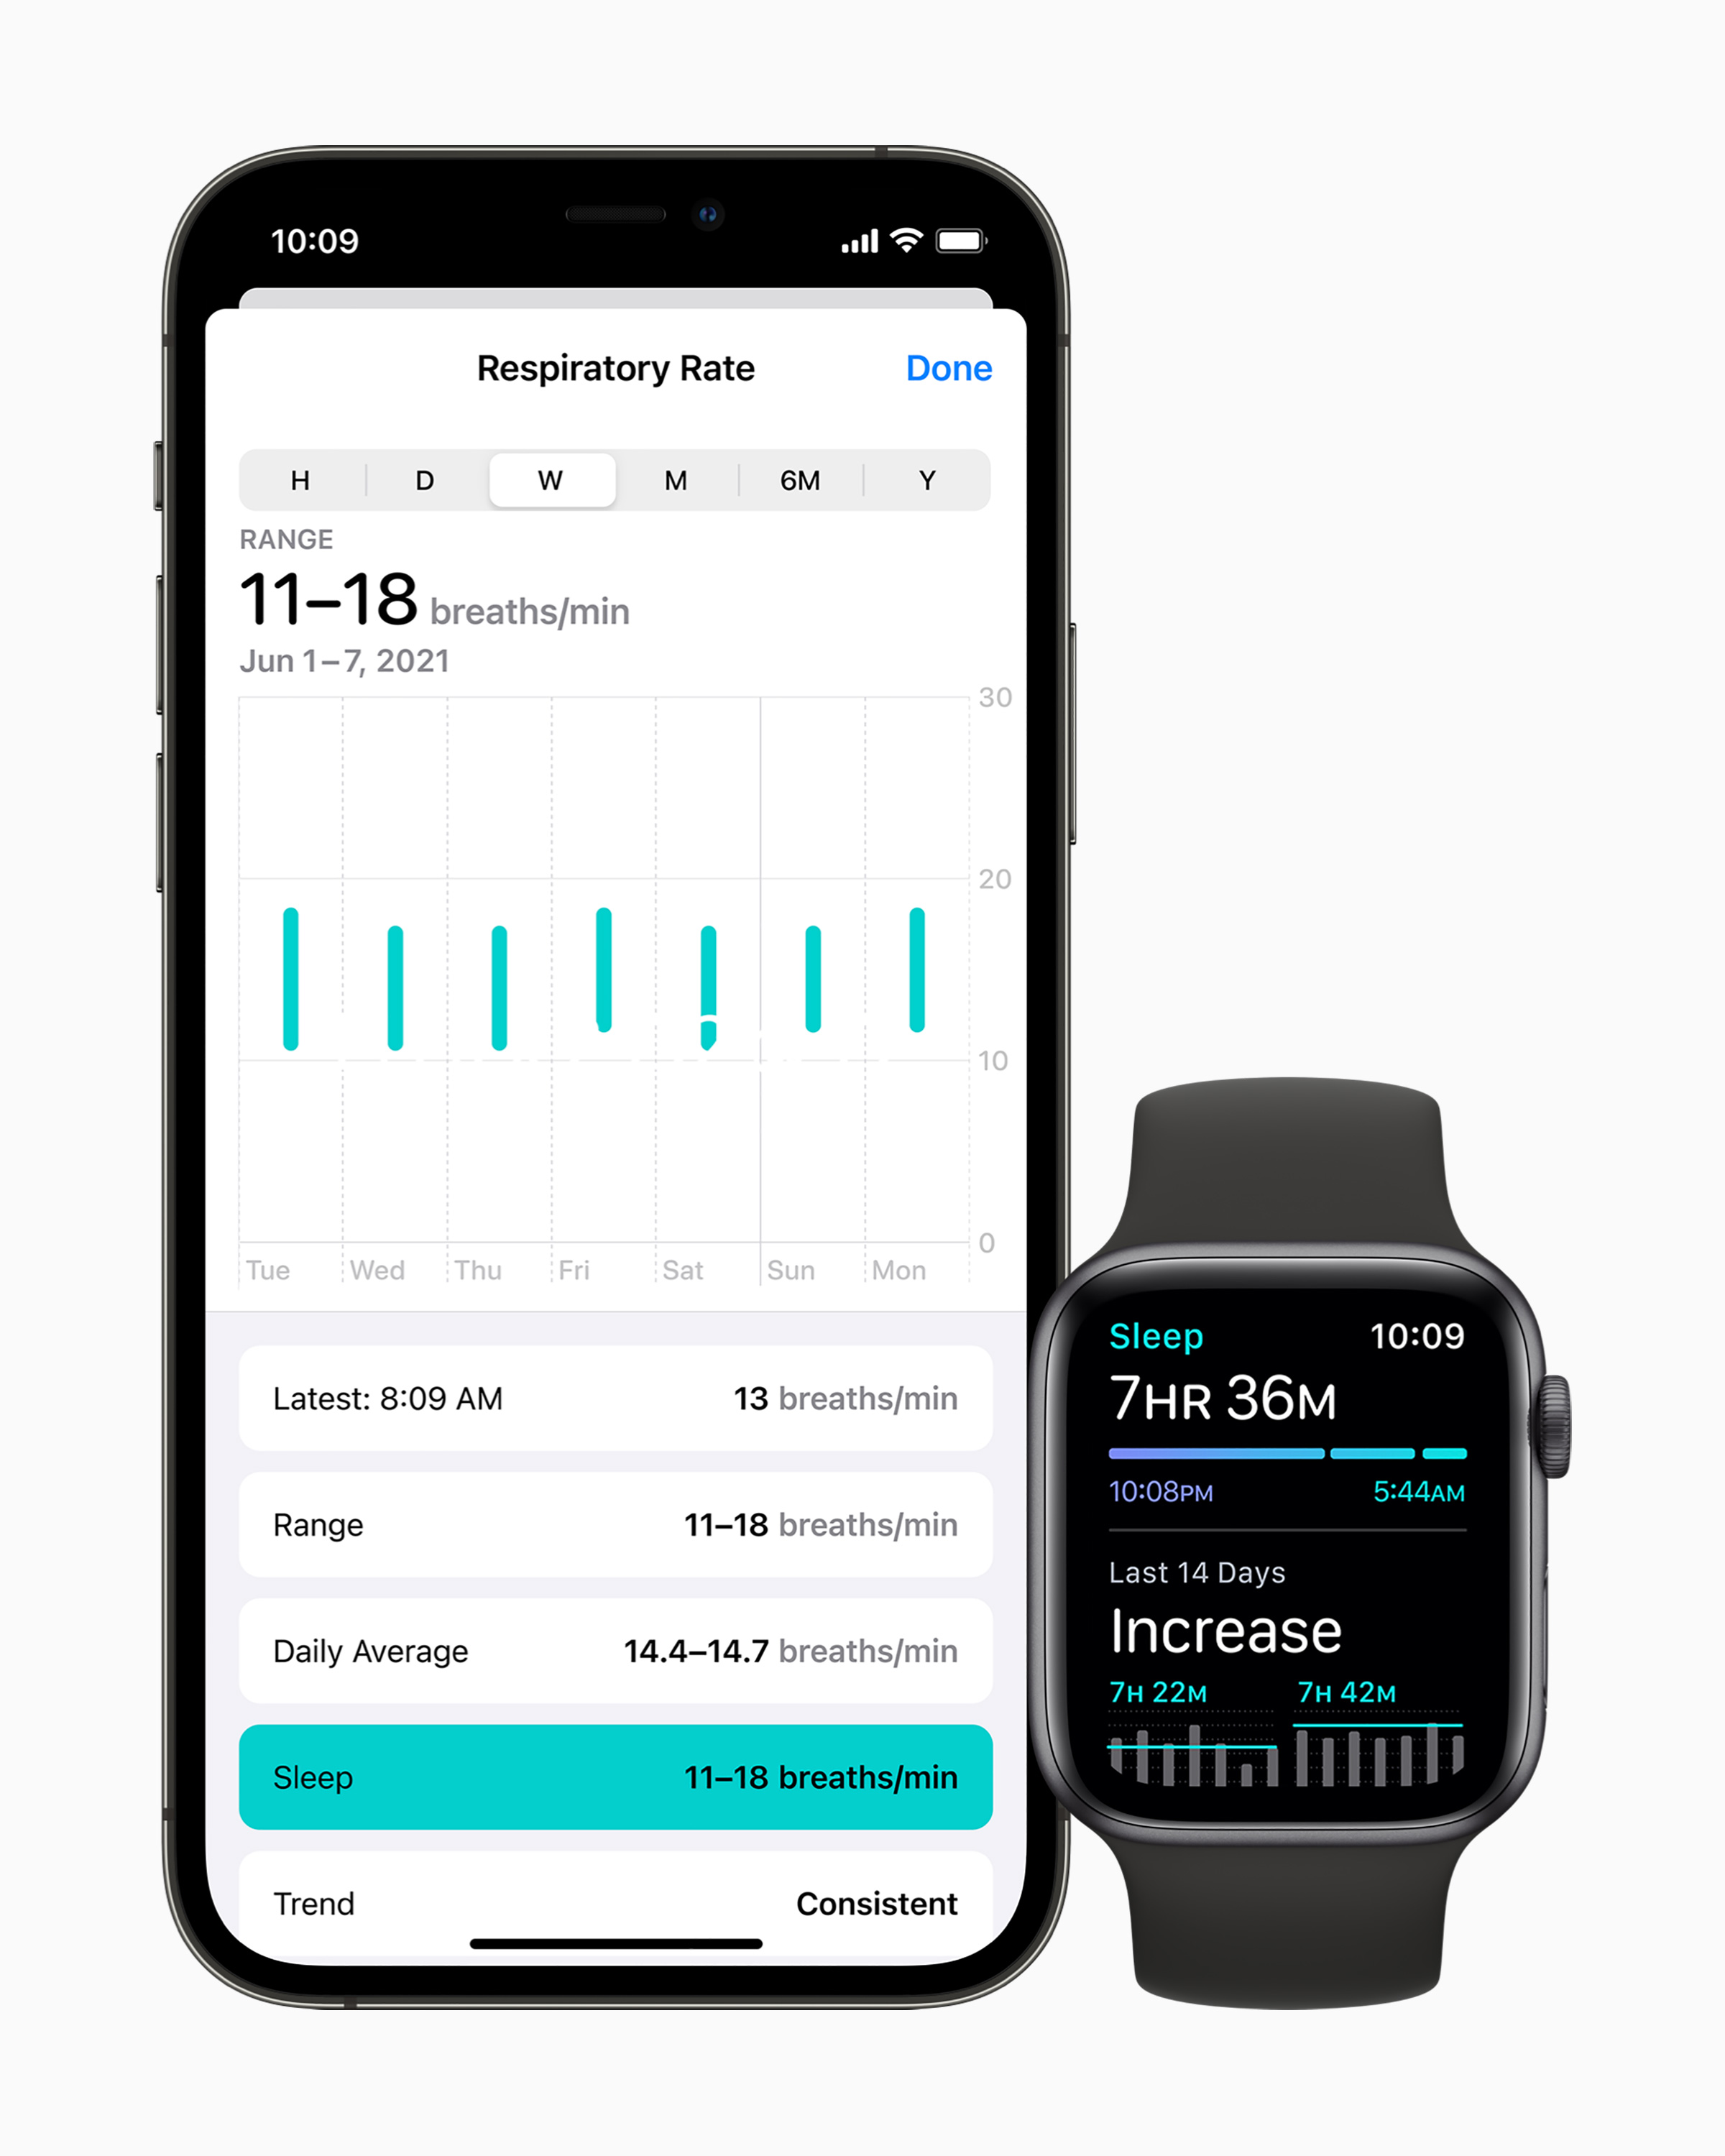 10:09
Respiratory Rate Done
H D W M 6M Y
RANGE
11–18 breaths/min
Jun 1–7, 2021
30
20
10
0
Tue Wed Thu Fri Sat Sun Mon
Latest: 8:09 AM 13 breaths/min
Range 11–18 breaths/min
Daily Average 14.4–14.7 breaths/min
Sleep 11–18 breaths/min
Trend Consistent
Sleep 10:09
7HR 36M
10:08PM 5:44AM
Last 14 Days
Increase
7H 22M 7H 42M